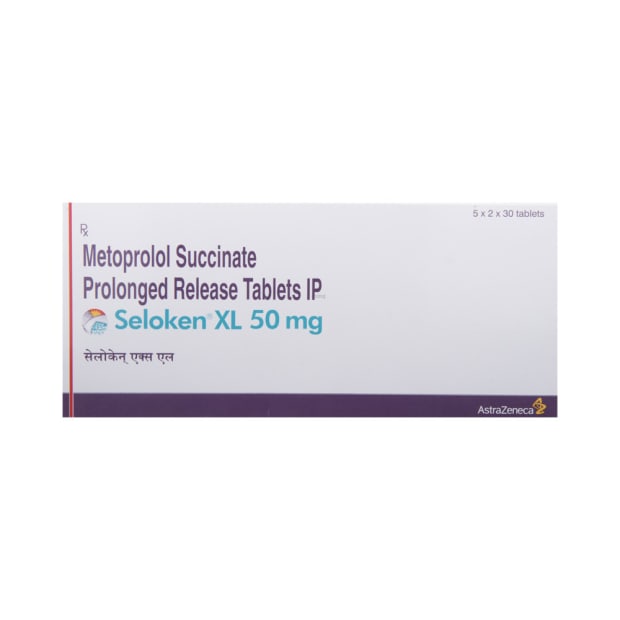 5 x 2 x 30 tablets
Rx
Metoprolol Succinate
Prolonged Release Tablets IP
Seloken® XL 50 mg
सेलोकेन् एक्स एल
AstraZeneca